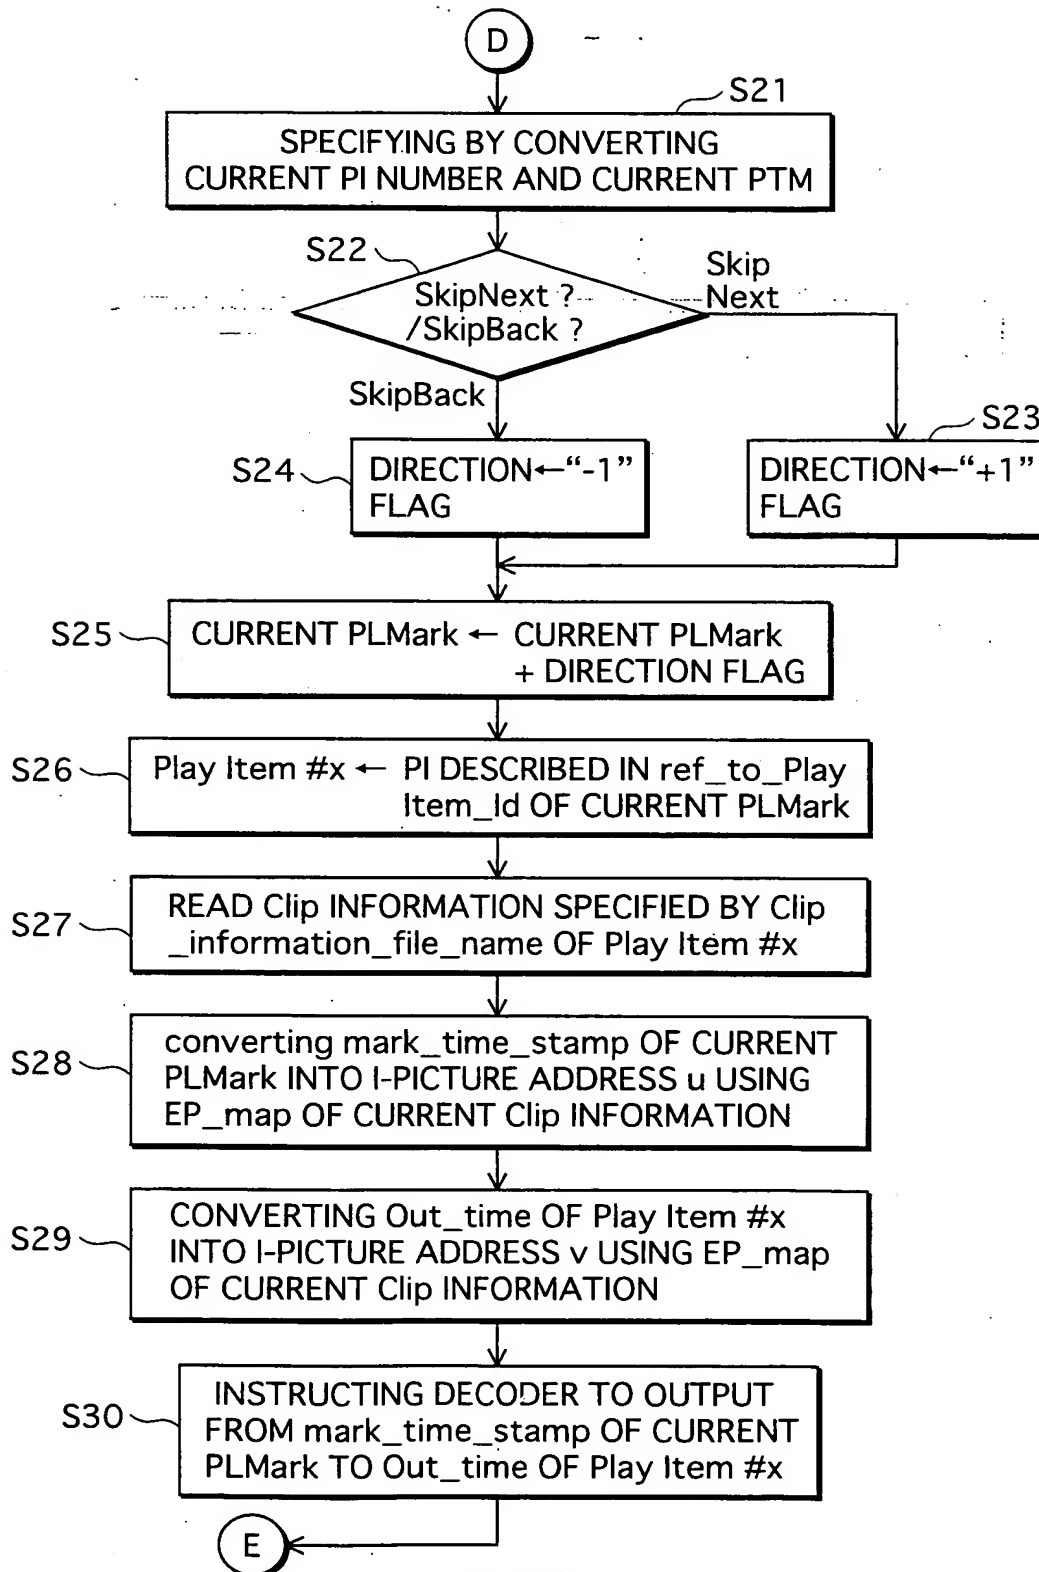 D
S21
SPECIFYING BY CONVERTING
CURRENT PI NUMBER AND CURRENT PTM
S22
SkipNext ?
/SkipBack ?
Skip
Next
SkipBack
S23
S24
DIRECTION←“-1”
FLAG
DIRECTION←“+1”
FLAG
S25
CURRENT PLMark ← CURRENT PLMark
+ DIRECTION FLAG
S26
Play Item #x ← PI DESCRIBED IN ref_to_Play
Item_Id OF CURRENT PLMark
S27
READ Clip INFORMATION SPECIFIED BY Clip
_information_file_name OF Play Item #x
S28
converting mark_time_stamp OF CURRENT
PLMark INTO I-PICTURE ADDRESS u USING
EP_map OF CURRENT Clip INFORMATION
S29
CONVERTING Out_time OF Play Item #x
INTO I-PICTURE ADDRESS v USING EP_map
OF CURRENT Clip INFORMATION
S30
INSTRUCTING DECODER TO OUTPUT
FROM mark_time_stamp OF CURRENT
PLMark TO Out_time OF Play Item #x
E